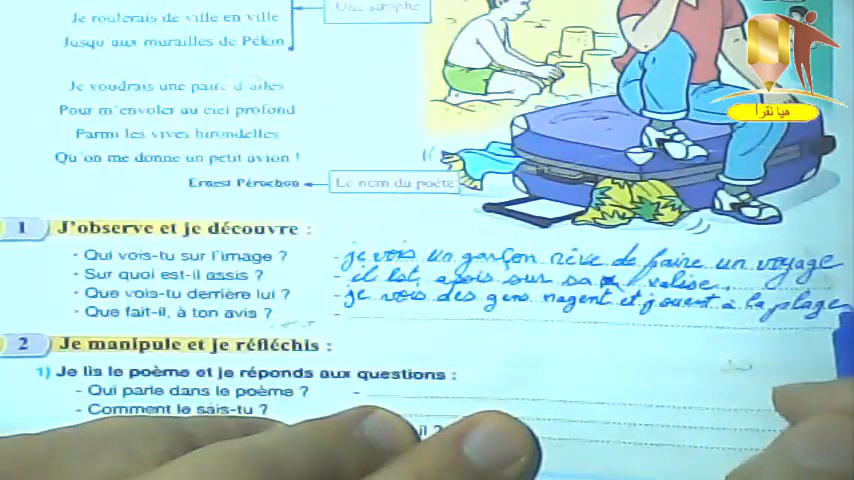 Je roulerais de ville en ville
Jusqu'aux murailles de Pékin
Une strophe
Je voudrais une paire d'ailes
Pour m'envoler au ciel profond
Parmi les vives hirondelles
Qu'on me donne un petit avion !
Ernest Pérochon
Le nom du poète
هيا نقرأ
1 J'observe et je découvre :
• Qui vois-tu sur l'image ? - je vois un garçon rêve de faire un voyage
• Sur quoi est-il assis ? - il est assis sur sa valise.
• Que vois-tu derrière lui ? - je vois des gens nagent et jouent à la plage
• Que fait-il, à ton avis ? -
2 Je manipule et je réfléchis :
1) Je lis le poème et je réponds aux questions :
- Qui parle dans le poème ? -
- Comment le sais-tu ?
il ?